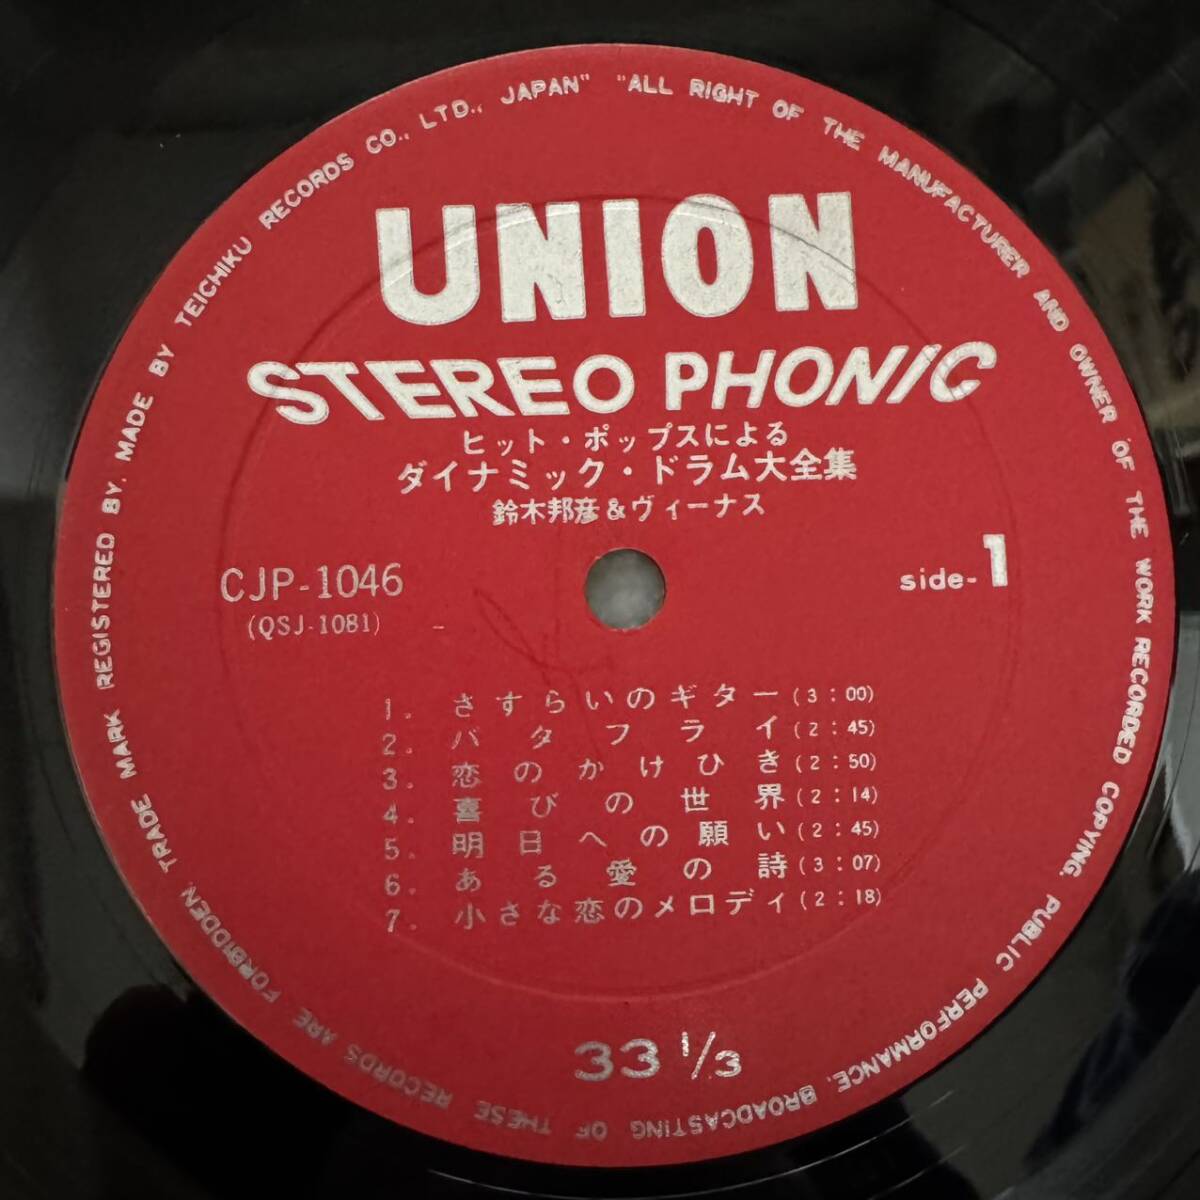 TRADE MARK REGISTERED BY. MADE BY TEICHIKU RECORDS CO., LTD., JAPAN" "ALL RIGHT OF THE MANUFACTURER AND OWNER OF THE WORK RECORDED COPYING, PUBLIC PERFORMANCE, BROADCASTING OF THESE RECORDS ARE FORBIDDEN
UNION
STEREO PHONIC
ヒット・ポップスによる
ダイナミック・ドラム大全集
鈴木邦彦&ヴィーナス
CJP-1046
(QSJ-1081)
side-1
1. さすらいのギター(3:00)
2. バタフライ(2:45)
3. 恋のかけひき(2:50)
4. 喜びの世界(2:14)
5. 明日への願い(2:45)
6. ある愛の詩(3:07)
7. 小さな恋のメロディ(2:18)
33 1/3